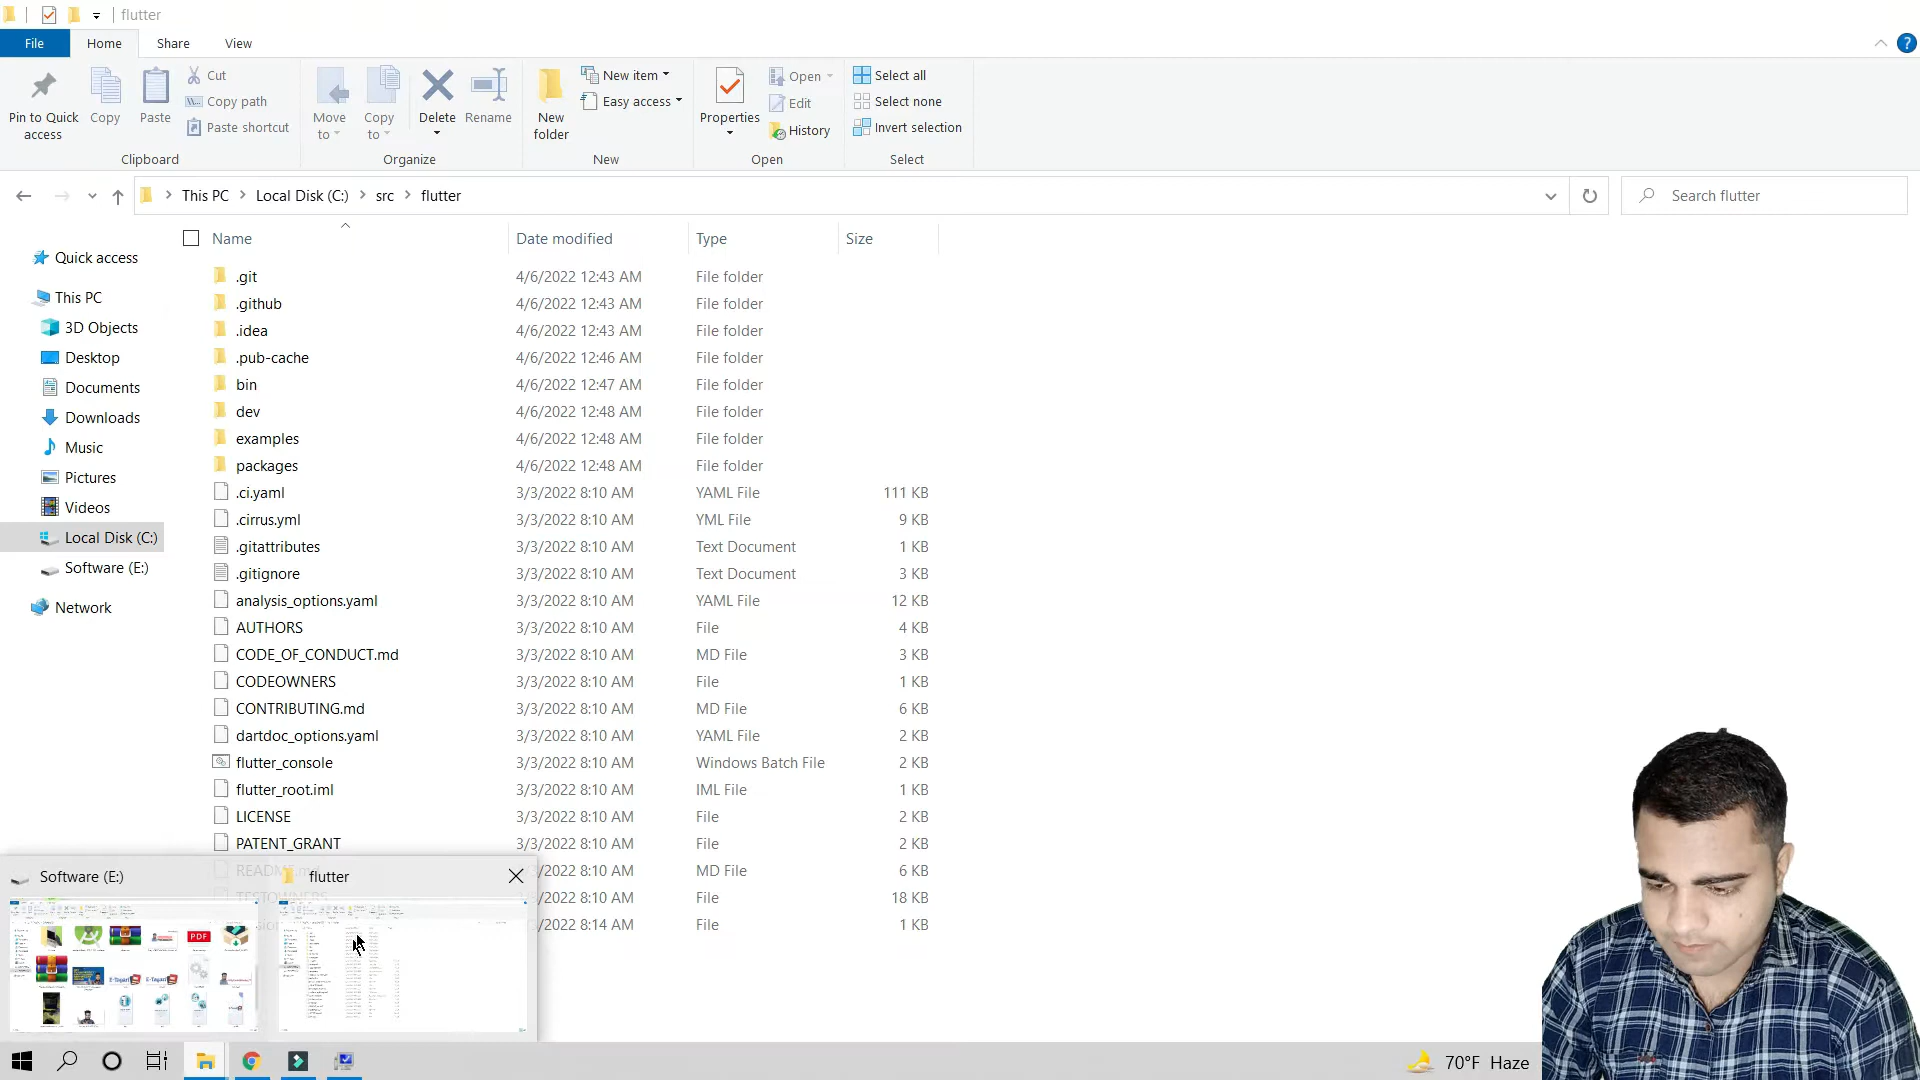 flutter
File Home Share View
Pin to Quick access
Copy
Paste
Cut
Copy path
Paste shortcut
Clipboard
Move to
Copy to
Delete
Rename
Organize
New folder
New item
Easy access
New
Properties
Open
Edit
History
Open
Select all
Select none
Invert selection
Select
This PC Local Disk (C:) src flutter
Search flutter
Quick access
This PC
3D Objects
Desktop
Documents
Downloads
Music
Pictures
Videos
Local Disk (C:)
Software (E:)
Network
Name Date modified Type Size
.git 4/6/2022 12:43 AM File folder
.github 4/6/2022 12:43 AM File folder
.idea 4/6/2022 12:43 AM File folder
.pub-cache 4/6/2022 12:46 AM File folder
bin 4/6/2022 12:47 AM File folder
dev 4/6/2022 12:48 AM File folder
examples 4/6/2022 12:48 AM File folder
packages 4/6/2022 12:48 AM File folder
.ci.yaml 3/3/2022 8:10 AM YAML File 111 KB
.cirrus.yml 3/3/2022 8:10 AM YML File 9 KB
.gitattributes 3/3/2022 8:10 AM Text Document 1 KB
.gitignore 3/3/2022 8:10 AM Text Document 3 KB
analysis_options.yaml 3/3/2022 8:10 AM YAML File 12 KB
AUTHORS 3/3/2022 8:10 AM File 4 KB
CODE_OF_CONDUCT.md 3/3/2022 8:10 AM MD File 3 KB
CODEOWNERS 3/3/2022 8:10 AM File 1 KB
CONTRIBUTING.md 3/3/2022 8:10 AM MD File 6 KB
dartdoc_options.yaml 3/3/2022 8:10 AM YAML File 2 KB
flutter_console 3/3/2022 8:10 AM Windows Batch File 2 KB
flutter_root.iml 3/3/2022 8:10 AM IML File 1 KB
LICENSE 3/3/2022 8:10 AM File 2 KB
PATENT_GRANT 3/3/2022 8:10 AM File 2 KB
8:10 AM MD File 6 KB
8:10 AM File 18 KB
8:14 AM File 1 KB
Software (E:)
flutter
PDF
70°F Haze